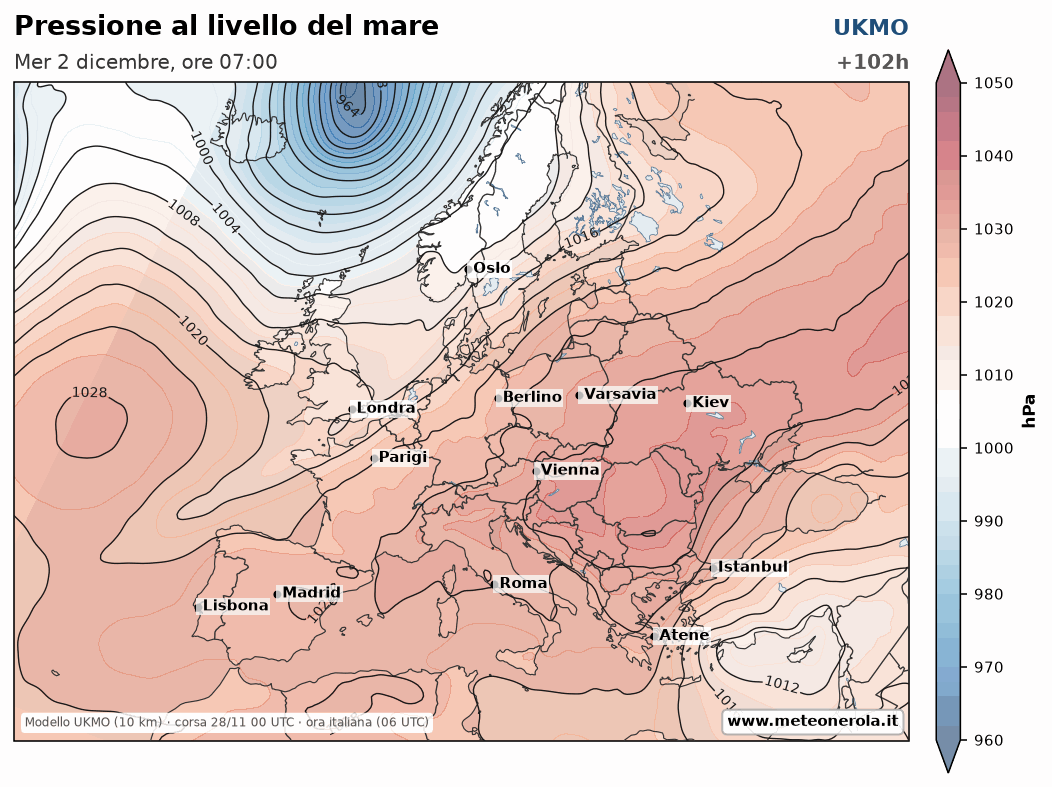 Pressione al livello del mare
UKMO
Mer 2 dicembre, ore 07:00
+102h
964
1000
1008
1004
1016
1020
1028
Oslo
Londra
Berlino
Varsavia
Kiev
Parigi
Vienna
Istanbul
Roma
Madrid
Lisbona
Atene
1012
Modello UKMO (10 km) · corsa 28/11 00 UTC · ora italiana (06 UTC)
www.meteonerola.it
1050
1040
1030
1020
1010
1000
990
980
970
960
hPa